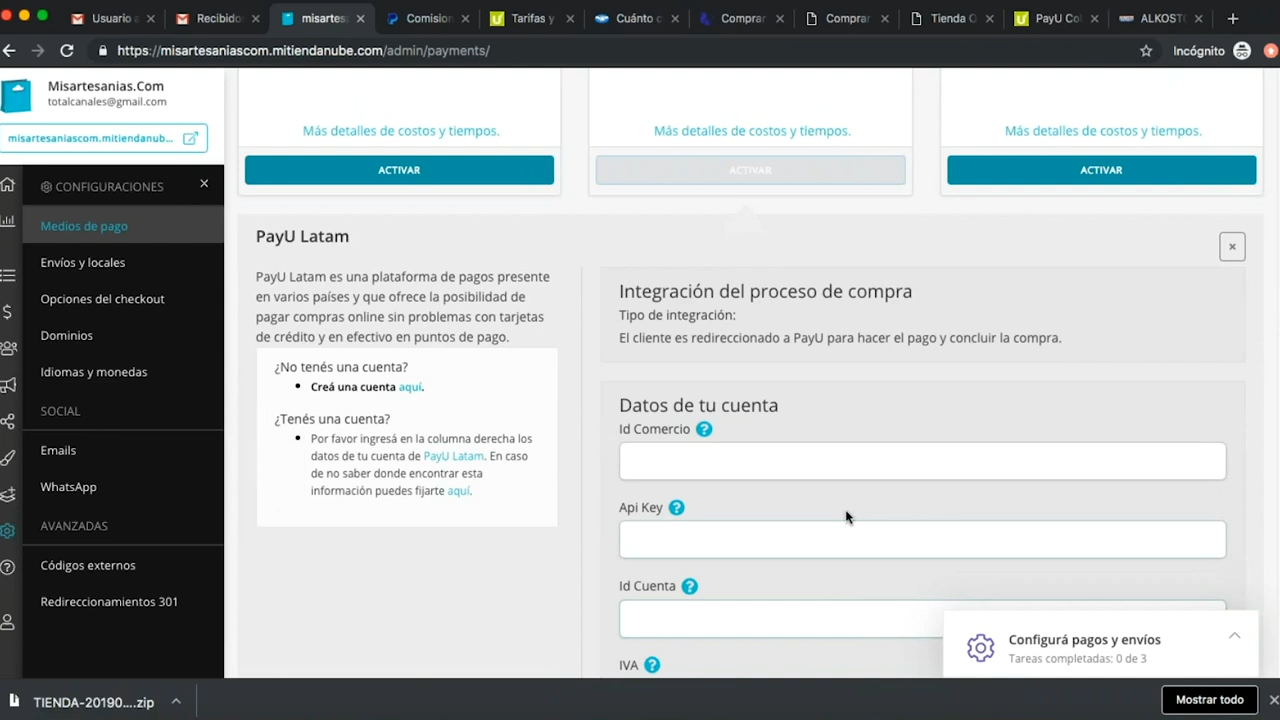 Usuario
Recibido
misartes
Comision
Tarifas y
Cuánto
Comprar
Comprar
Tienda
PayU Co
ALKOST
https://misartesaniascom.mitiendanube.com/admin/payments/
Incógnito
Misartesanias.Com
totalcanales@gmail.com
misartesaniascom.mitiendanub...
CONFIGURACIONES
Medios de pago
Envíos y locales
Opciones del checkout
Dominios
Idiomas y monedas
SOCIAL
Emails
WhatsApp
AVANZADAS
Códigos externos
Redireccionamientos 301
Más detalles de costos y tiempos.
Más detalles de costos y tiempos.
Más detalles de costos y tiempos.
ACTIVAR
ACTIVAR
ACTIVAR
PayU Latam
×
PayU Latam es una plataforma de pagos presente
en varios países y que ofrece la posibilidad de
pagar compras online sin problemas con tarjetas
de crédito y en efectivo en puntos de pago.
¿No tenés una cuenta?
• Creá una cuenta aquí.
¿Tenés una cuenta?
• Por favor ingresá en la columna derecha los
datos de tu cuenta de PayU Latam. En caso
de no saber donde encontrar esta
información puedes fijarte aquí.
Integración del proceso de compra
Tipo de integración:
El cliente es redireccionado a PayU para hacer el pago y concluir la compra.
Datos de tu cuenta
Id Comercio ?
Api Key ?
Id Cuenta ?
IVA ?
Configurá pagos y envíos
Tareas completadas: 0 de 3
TIENDA-20190....zip
Mostrar todo